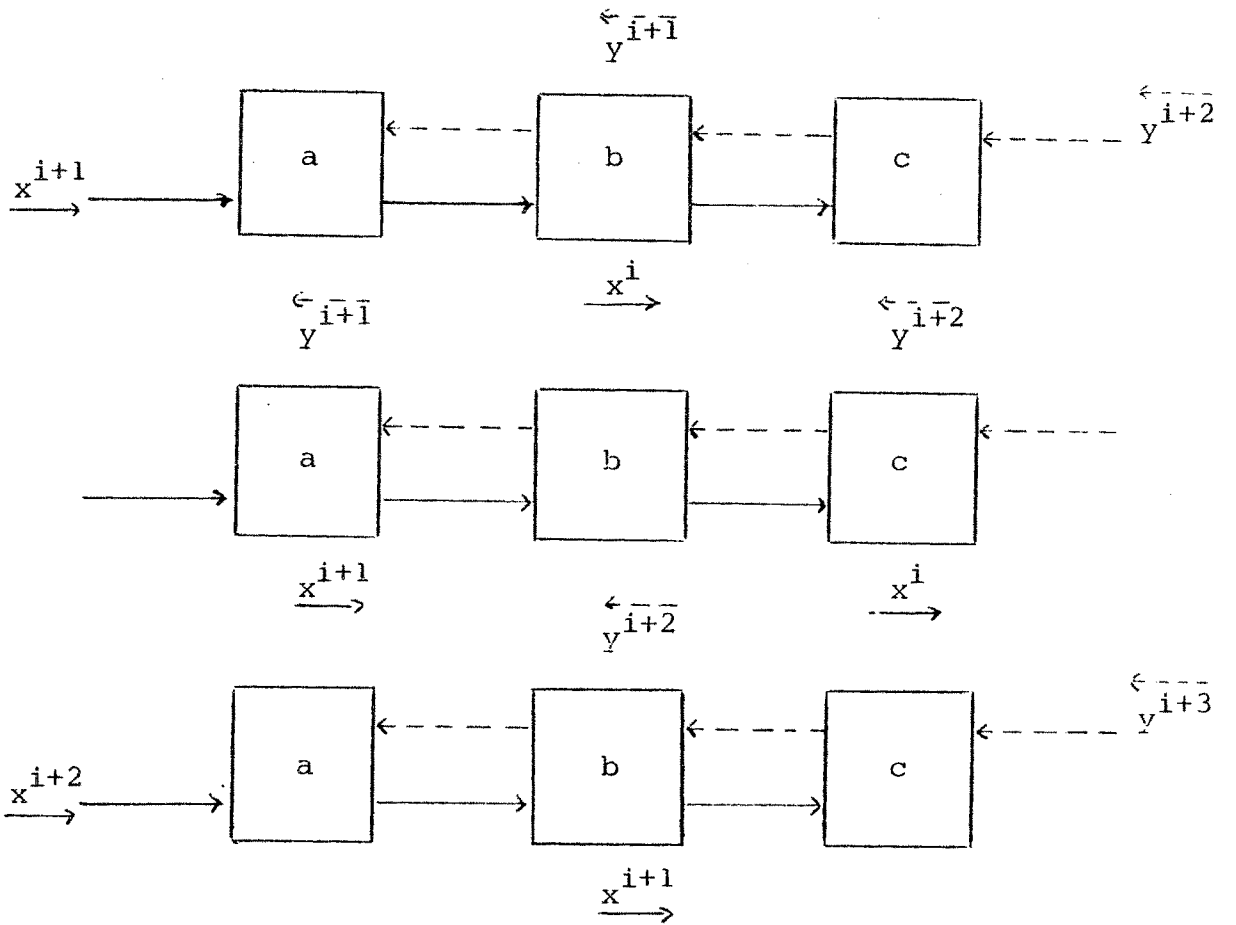 y^{i+1}
y^{i+2}
a b c
x^{i+1}
x^i
y^{i+1} y^{i+2}
a b c
x^{i+1} x^i
y^{i+2}
y^{i+3}
a b c
x^{i+2}
x^{i+1}